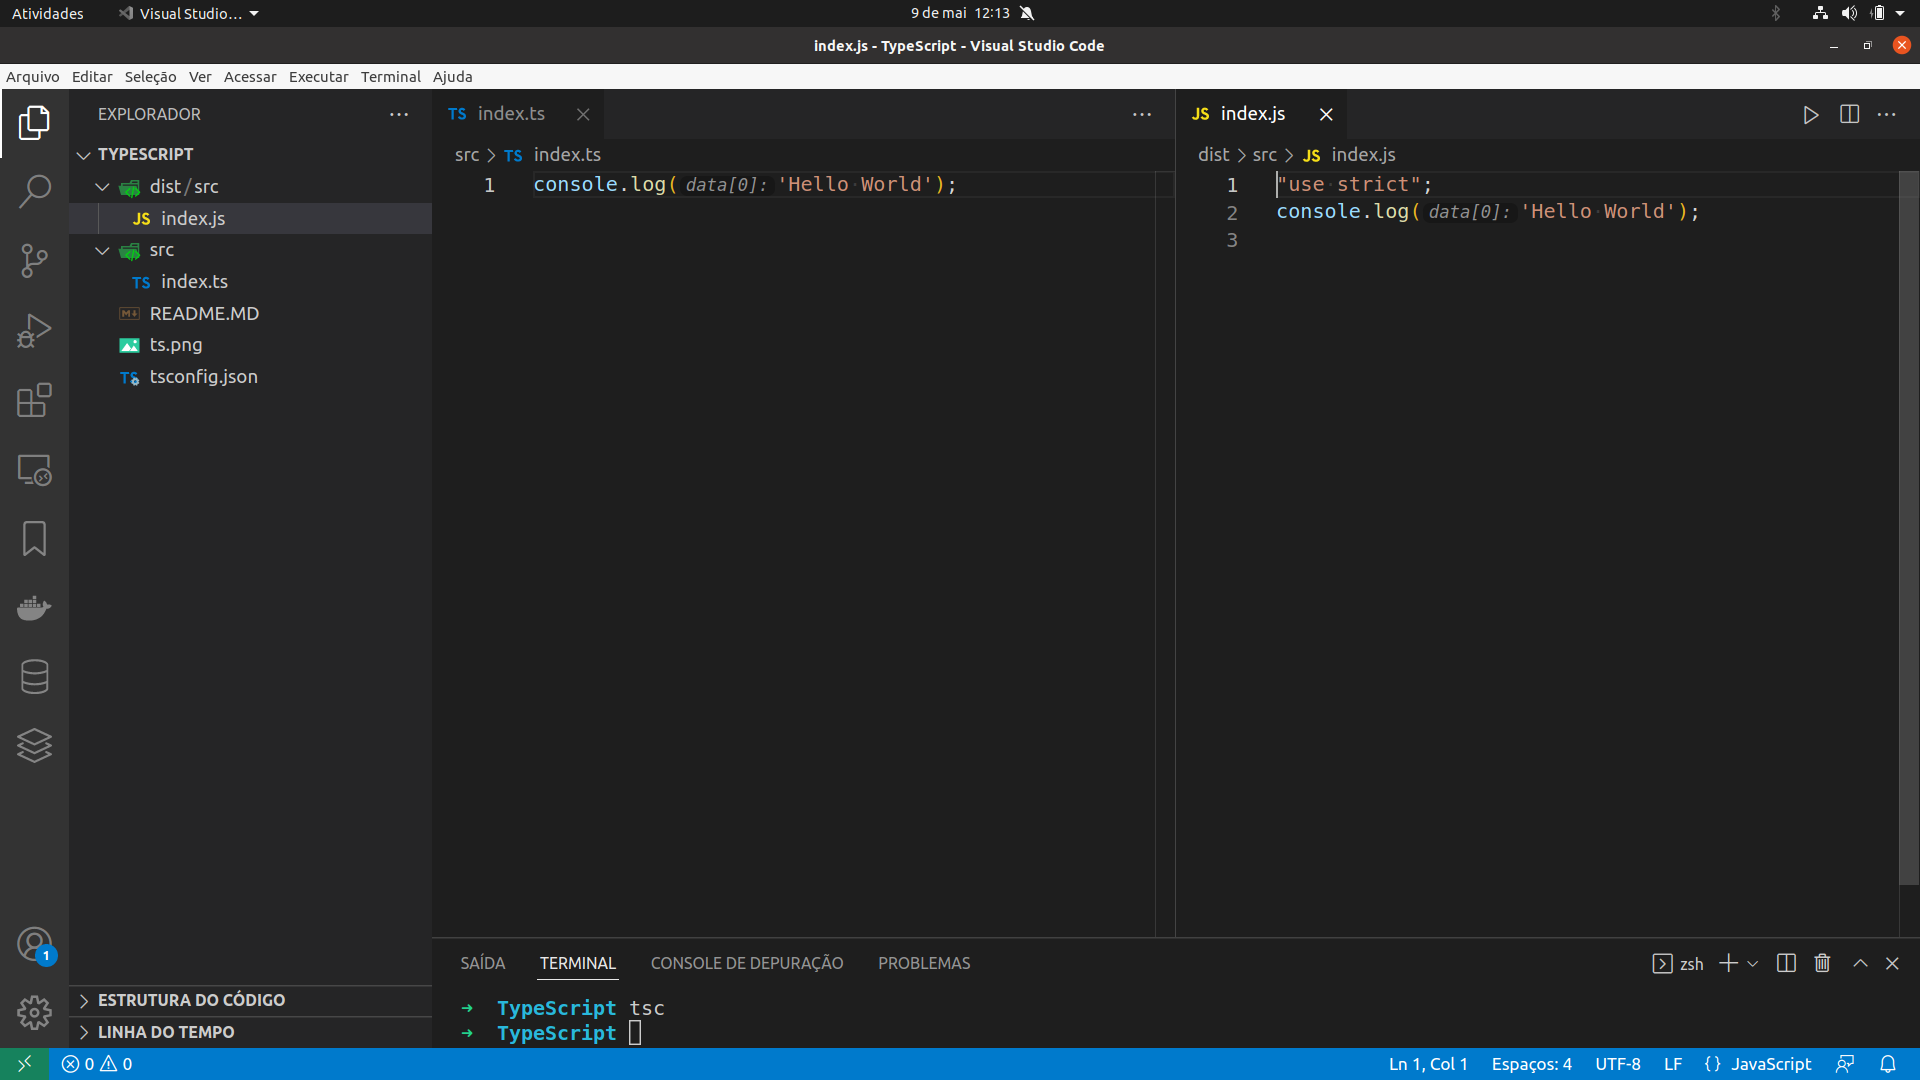 Atividades
Visual Studio...
9 de mai 12:13
index.js - TypeScript - Visual Studio Code
Arquivo Editar Seleção Ver Acessar Executar Terminal Ajuda
EXPLORADOR
TYPESCRIPT
dist/src
JS index.js
src
TS index.ts
README.MD
ts.png
TS tsconfig.json
ESTRUTURA DO CÓDIGO
LINHA DO TEMPO
1
TS index.ts
src > TS index.ts
1 console.log(data[0]:'Hello·World');
JS index.js
dist > src > JS index.js
1 "use·strict";
2 console.log(data[0]:'Hello·World');
3
SAÍDA TERMINAL CONSOLE DE DEPURAÇÃO PROBLEMAS
zsh
➜ TypeScript tsc
➜ TypeScript
0 0
Ln 1, Col 1 Espaços: 4 UTF-8 LF {} JavaScript